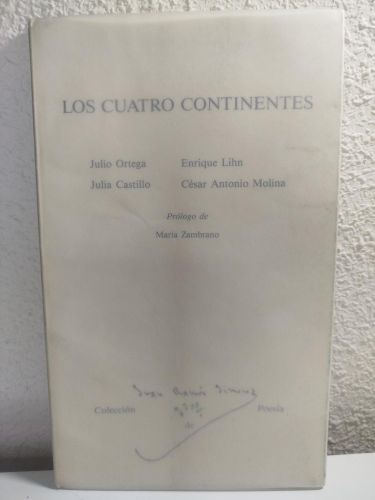 LOS CUATRO CONTINENTES
Julio Ortega Enrique Lihn
Julia Castillo César Antonio Molina
Prólogo de
María Zambrano
Juan Ramón Jiménez
Colección Poesía
de